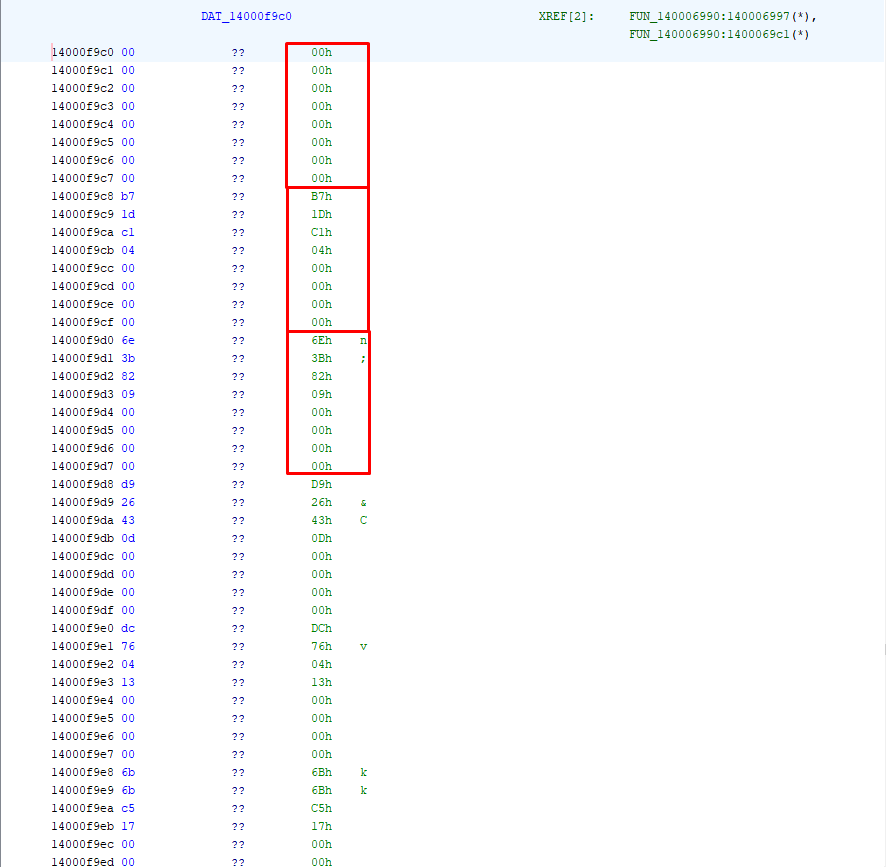 DAT_14000f9c0 XREF[2]: FUN_140006990:140006997(*),
FUN_140006990:1400069c1(*)
14000f9c0 00 ?? 00h
14000f9c1 00 ?? 00h
14000f9c2 00 ?? 00h
14000f9c3 00 ?? 00h
14000f9c4 00 ?? 00h
14000f9c5 00 ?? 00h
14000f9c6 00 ?? 00h
14000f9c7 00 ?? 00h
14000f9c8 b7 ?? B7h
14000f9c9 1d ?? 1Dh
14000f9ca c1 ?? C1h
14000f9cb 04 ?? 04h
14000f9cc 00 ?? 00h
14000f9cd 00 ?? 00h
14000f9ce 00 ?? 00h
14000f9cf 00 ?? 00h
14000f9d0 6e ?? 6Eh n
14000f9d1 3b ?? 3Bh ;
14000f9d2 82 ?? 82h
14000f9d3 09 ?? 09h
14000f9d4 00 ?? 00h
14000f9d5 00 ?? 00h
14000f9d6 00 ?? 00h
14000f9d7 00 ?? 00h
14000f9d8 d9 ?? D9h
14000f9d9 26 ?? 26h &
14000f9da 43 ?? 43h C
14000f9db 0d ?? 0Dh
14000f9dc 00 ?? 00h
14000f9dd 00 ?? 00h
14000f9de 00 ?? 00h
14000f9df 00 ?? 00h
14000f9e0 dc ?? DCh
14000f9e1 76 ?? 76h v
14000f9e2 04 ?? 04h
14000f9e3 13 ?? 13h
14000f9e4 00 ?? 00h
14000f9e5 00 ?? 00h
14000f9e6 00 ?? 00h
14000f9e7 00 ?? 00h
14000f9e8 6b ?? 6Bh k
14000f9e9 6b ?? 6Bh k
14000f9ea c5 ?? C5h
14000f9eb 17 ?? 17h
14000f9ec 00 ?? 00h
14000f9ed 00 ?? 00h